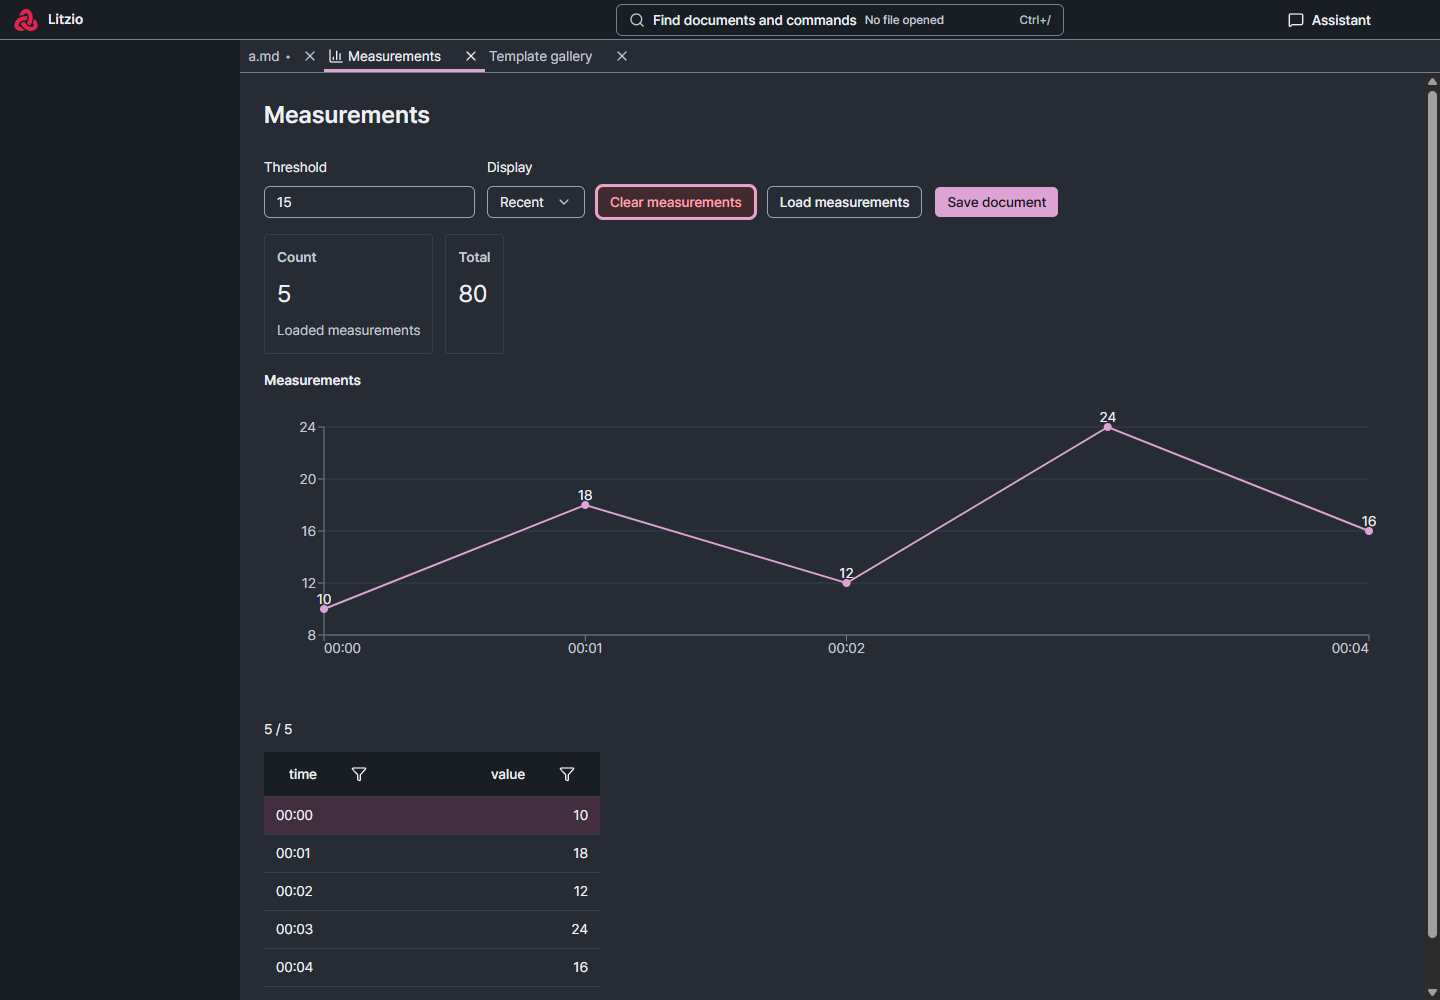 Litzio
Find documents and commands No file opened Ctrl+/
Assistant
a.md • Measurements Template gallery
Measurements
Threshold Display
15 Recent Clear measurements Load measurements Save document
Count Total
5 80
Loaded measurements
Measurements
24
20
16
12
8
10
18
12
24
16
00:00 00:01 00:02 00:04
5 / 5
time value
00:00 10
00:01 18
00:02 12
00:03 24
00:04 16